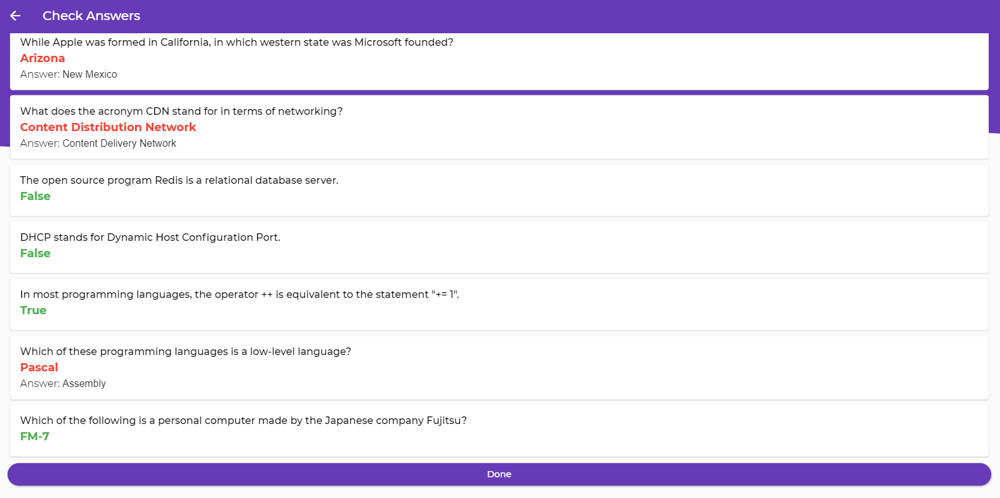 Check Answers
While Apple was formed in California, in which western state was Microsoft founded?
Arizona
Answer: New Mexico
What does the acronym CDN stand for in terms of networking?
Content Distribution Network
Answer: Content Delivery Network
The open source program Redis is a relational database server.
False
DHCP stands for Dynamic Host Configuration Port.
False
In most programming languages, the operator ++ is equivalent to the statement "+= 1".
True
Which of these programming languages is a low-level language?
Pascal
Answer: Assembly
Which of the following is a personal computer made by the Japanese company Fujitsu?
FM-7
Done